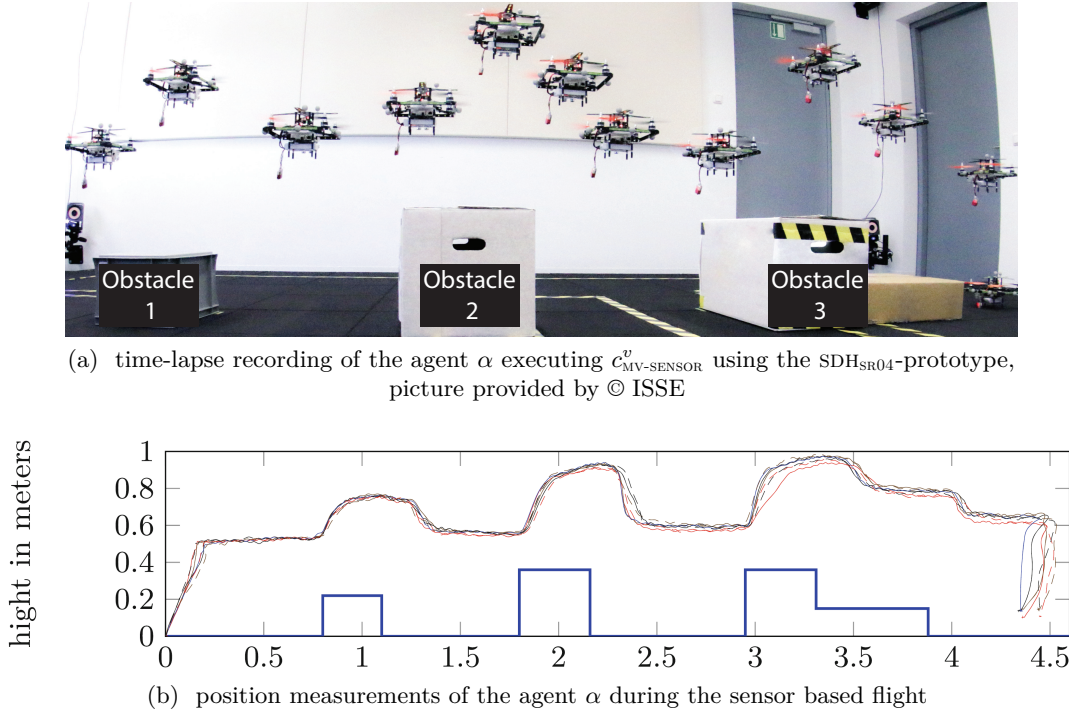 Obstacle
1
Obstacle
2
Obstacle
3
(a) time-lapse recording of the agent α executing c^v_MV-SENSOR using the SDH_SR04-prototype,
picture provided by © ISSE
hight in meters
1
0.8
0.6
0.4
0.2
0
0 0.5 1 1.5 2 2.5 3 3.5 4 4.5
(b) position measurements of the agent α during the sensor based flight